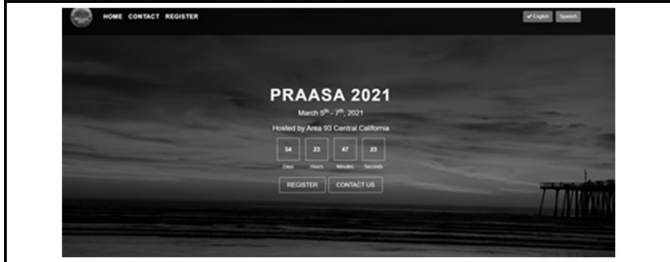 HOME CONTACT REGISTER
✔ English Spanish
PRAASA 2021
March 5th - 7th, 2021
Hosted by Area 93 Central California
54 23 47 23
Days Hours Minutes Seconds
REGISTER CONTACT US